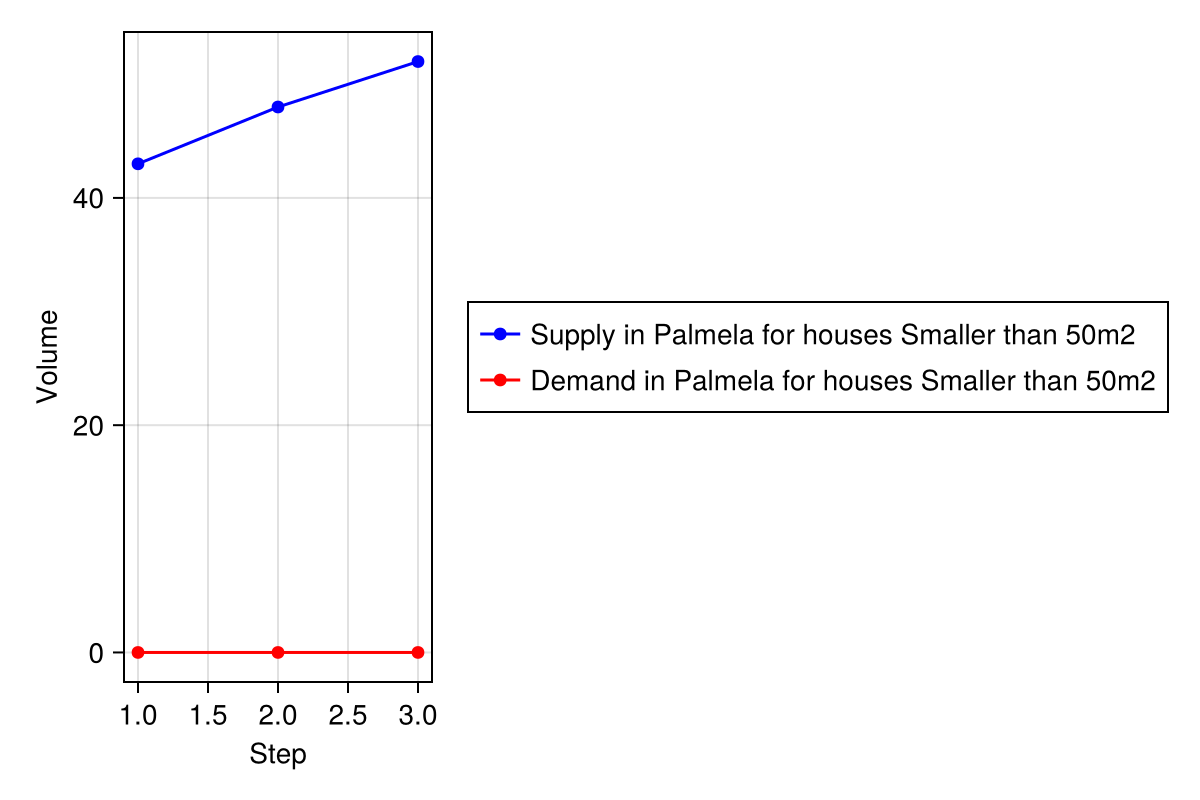 Volume
40
20
0
1.0 1.5 2.0 2.5 3.0
Step
Supply in Palmela for houses Smaller than 50m2
Demand in Palmela for houses Smaller than 50m2